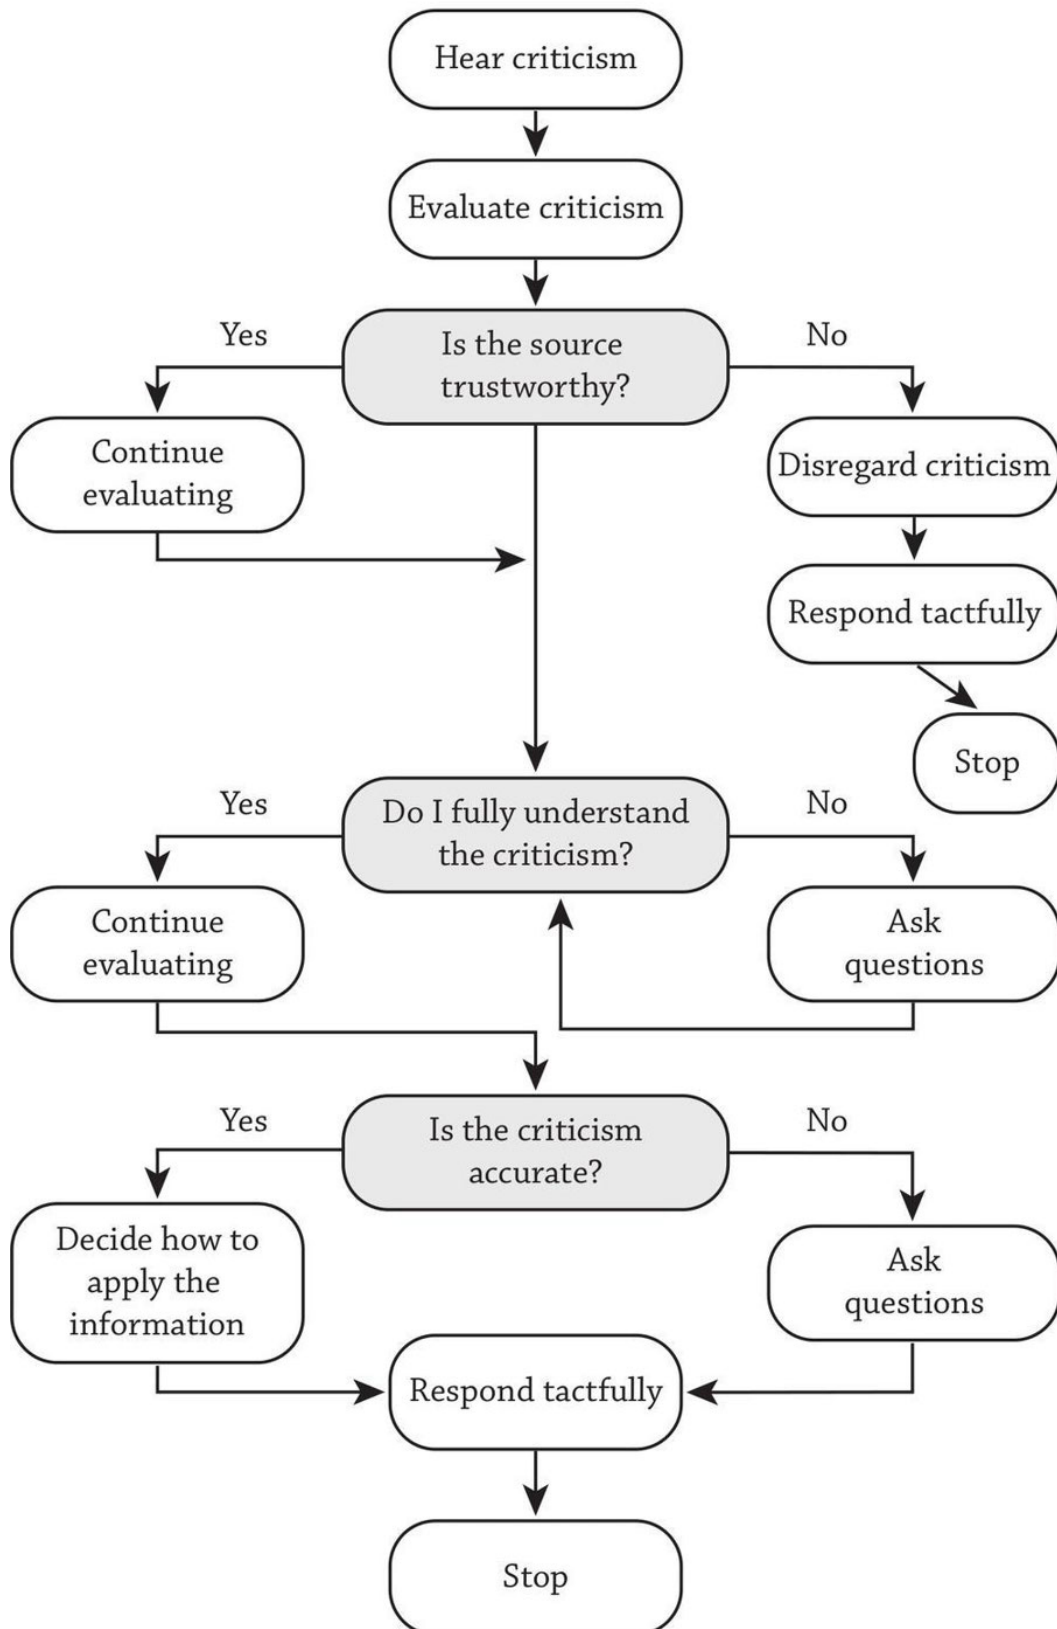 Hear criticism
Evaluate criticism
Yes
Is the source
trustworthy?
No
Continue
evaluating
Disregard criticism
Respond tactfully
Stop
Yes
Do I fully understand
the criticism?
No
Continue
evaluating
Ask
questions
Yes
Is the criticism
accurate?
No
Decide how to
apply the
information
Ask
questions
Respond tactfully
Stop